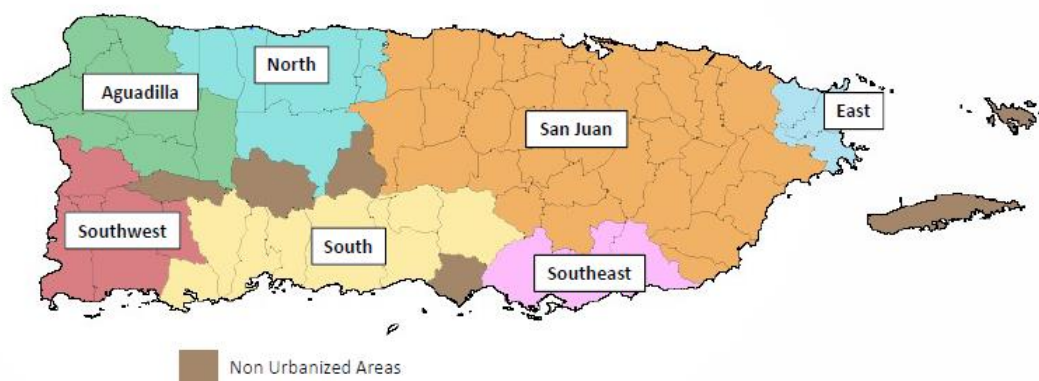 North
Aguadilla
East
San Juan
Southwest
South
Southeast
Non Urbanized Areas